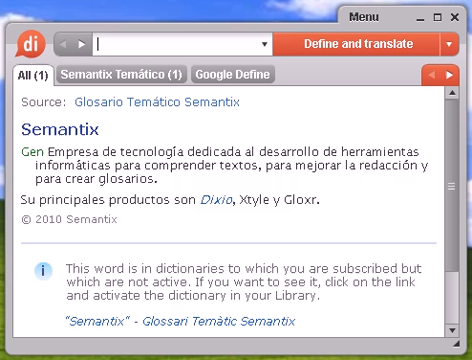 Menu
di
Define and translate
All (1) Semantix Temático (1) Google Define
Source: Glosario Temático Semantix
Semantix
Gen Empresa de tecnología dedicada al desarrollo de herramientas
informáticas para comprender textos, para mejorar la redacción y
para crear glosarios.
Su principales productos son Dixio, Xtyle y Gloxr.
© 2010 Semantix
i
This word is in dictionaries to which you are subscribed but
which are not active. If you want to see it, click on the link
and activate the dictionary in your Library.
"Semantix" - Glossari Temàtic Semantix